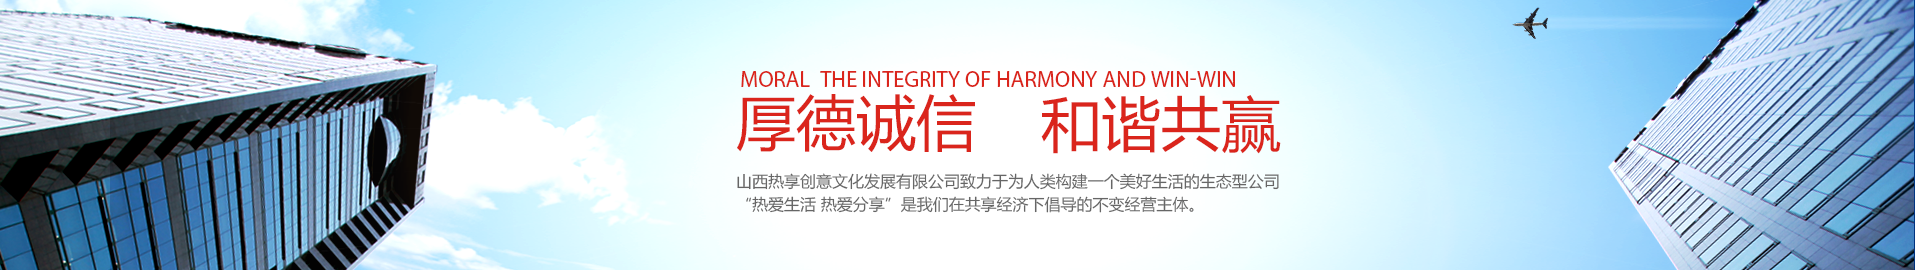 MORAL THE INTEGRITY OF HARMONY AND WIN-WIN
厚德诚信 和谐共赢
山西热享创意文化发展有限公司致力于为人类构建一个美好生活的生态型公司
“热爱生活 热爱分享”是我们在共享经济下倡导的不变经营主体。